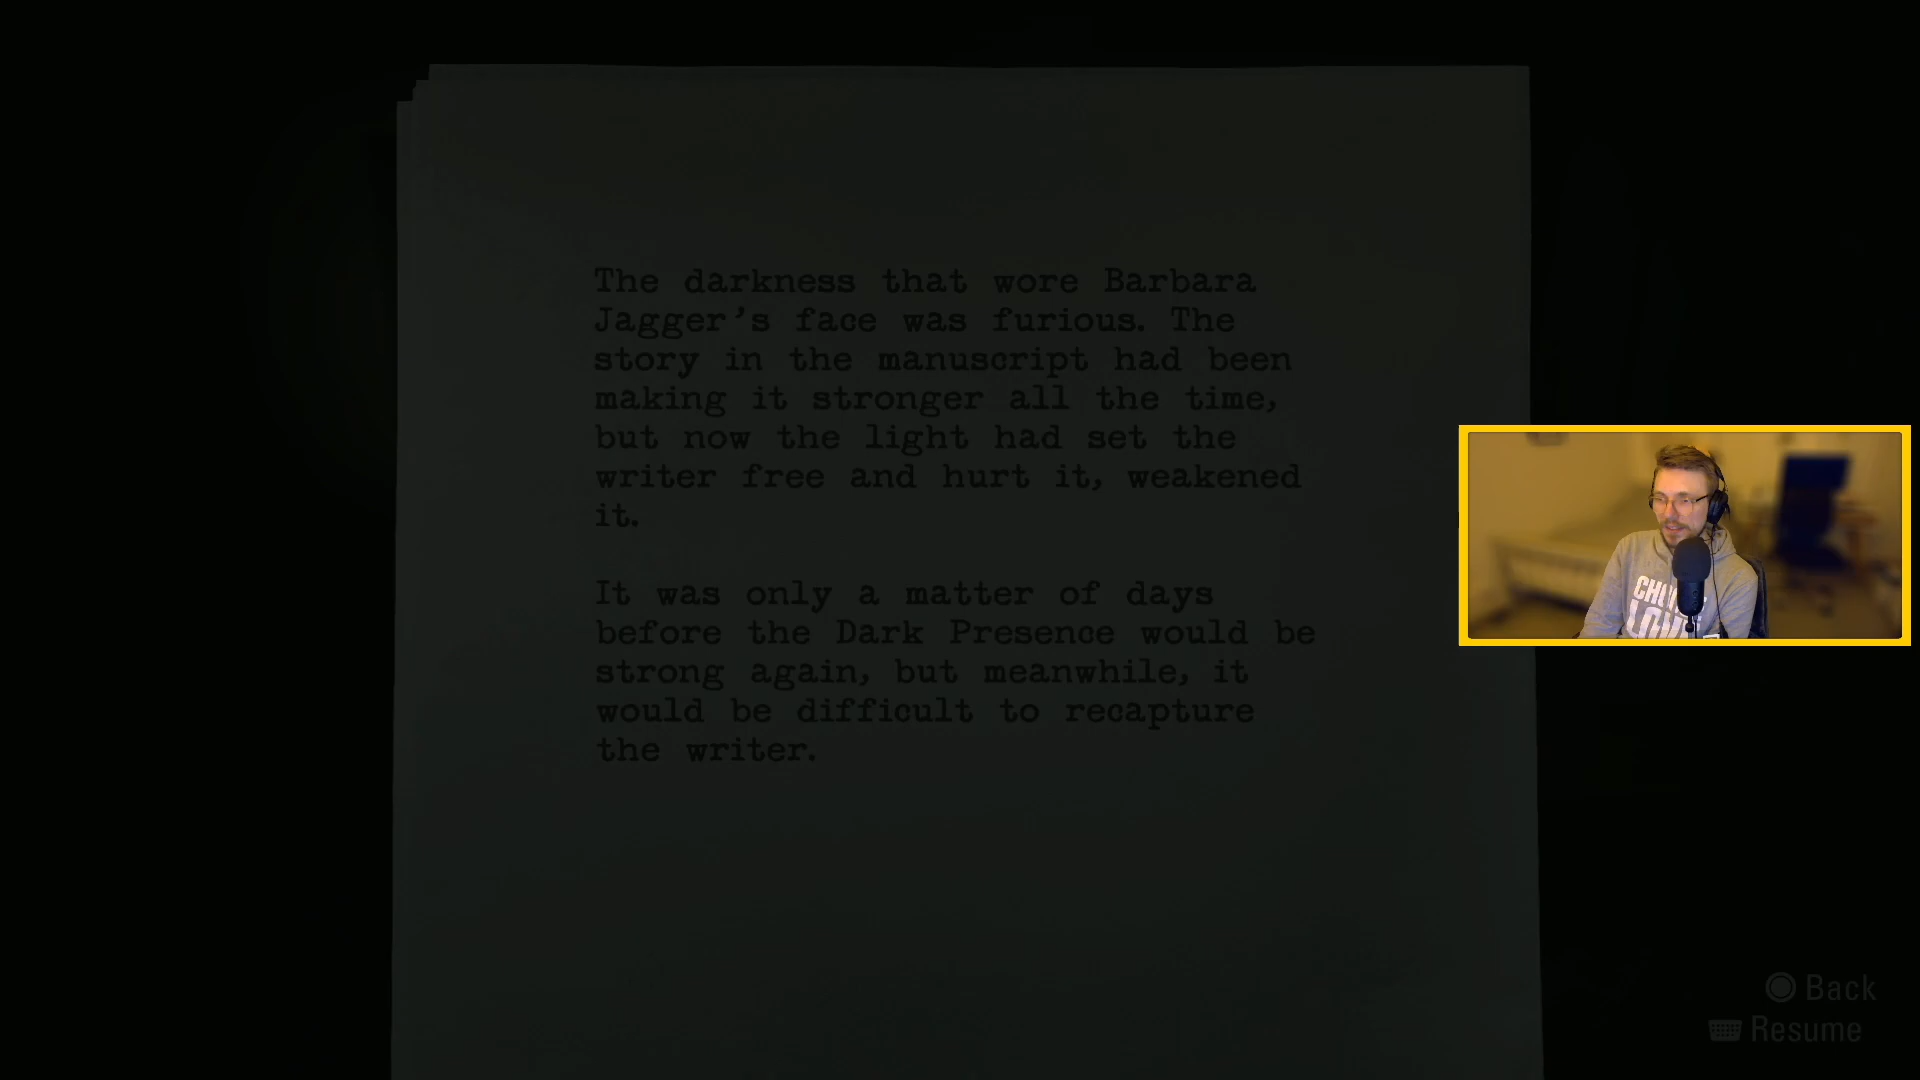 The darkness that wore Barbara
Jagger's face was furious. The
story in the manuscript had been
making it stronger all the time,
but now the light had set the
writer free and hurt it, weakened
it.
It was only a matter of days
before the Dark Presence would be
strong again, but meanwhile, it
would be difficult to recapture
the writer.
Back
Resume